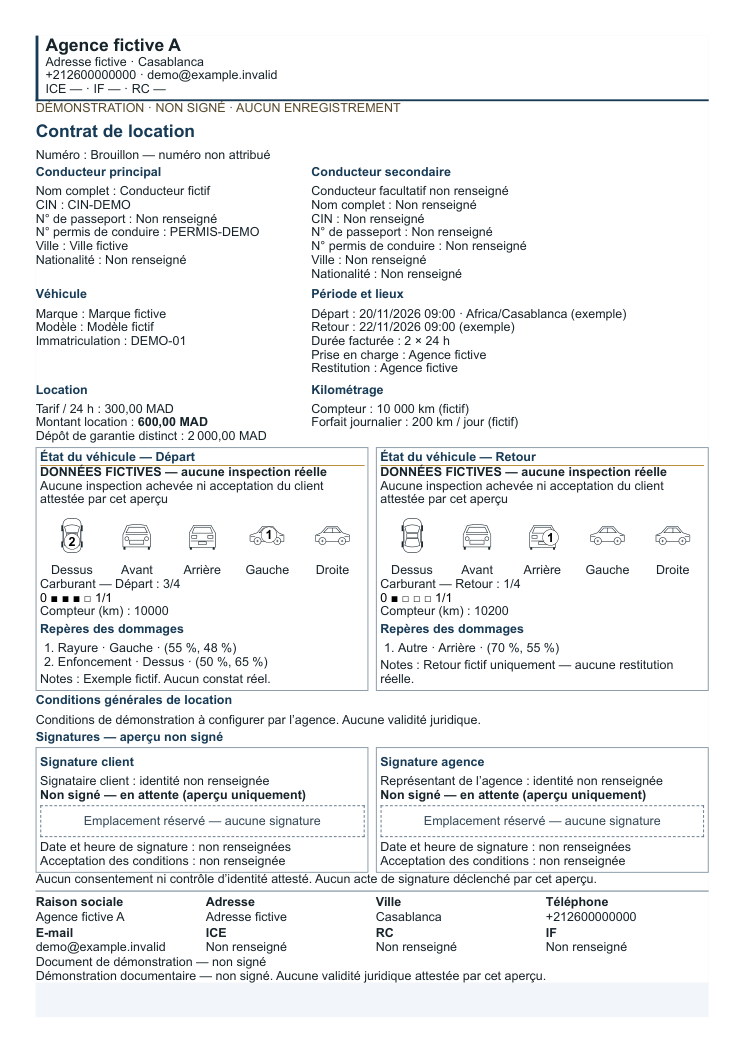 Agence fictive A
Adresse fictive · Casablanca
+212600000000 · demo@example.invalid
ICE — · IF — · RC —
DÉMONSTRATION · NON SIGNÉ · AUCUN ENREGISTREMENT
Contrat de location
Numéro : Brouillon — numéro non attribué
Conducteur principal
Nom complet : Conducteur fictif
CIN : CIN-DEMO
N° de passeport : Non renseigné
N° permis de conduire : PERMIS-DEMO
Ville : Ville fictive
Nationalité : Non renseigné
Conducteur secondaire
Conducteur facultatif non renseigné
Nom complet : Non renseigné
CIN : Non renseigné
N° de passeport : Non renseigné
N° permis de conduire : Non renseigné
Ville : Non renseigné
Nationalité : Non renseigné
Véhicule
Marque : Marque fictive
Modèle : Modèle fictif
Immatriculation : DEMO-01
Période et lieux
Départ : 20/11/2026 09:00 · Africa/Casablanca (exemple)
Retour : 22/11/2026 09:00 (exemple)
Durée facturée : 2 × 24 h
Prise en charge : Agence fictive
Restitution : Agence fictive
Location
Tarif / 24 h : 300,00 MAD
Montant location : 600,00 MAD
Dépôt de garantie distinct : 2 000,00 MAD
Kilométrage
Compteur : 10 000 km (fictif)
Forfait journalier : 200 km / jour (fictif)
État du véhicule — Départ
DONNÉES FICTIVES — aucune inspection réelle
Aucune inspection achevée ni acceptation du client
attestée par cet aperçu
2 1
Dessus Avant Arrière Gauche Droite
Carburant — Départ : 3/4
0 ■ ■ ■ □ 1/1
Compteur (km) : 10000
Repères des dommages
1. Rayure · Gauche · (55 %, 48 %)
2. Enfoncement · Dessus · (50 %, 65 %)
Notes : Exemple fictif. Aucun constat réel.
État du véhicule — Retour
DONNÉES FICTIVES — aucune inspection réelle
Aucune inspection achevée ni acceptation du client
attestée par cet aperçu
1
Dessus Avant Arrière Gauche Droite
Carburant — Retour : 1/4
0 ■ □ □ □ 1/1
Compteur (km) : 10200
Repères des dommages
1. Autre · Arrière · (70 %, 55 %)
Notes : Retour fictif uniquement — aucune restitution
réelle.
Conditions générales de location
Conditions de démonstration à configurer par l’agence. Aucune validité juridique.
Signatures — aperçu non signé
Signature client
Signataire client : identité non renseignée
Non signé — en attente (aperçu uniquement)
Emplacement réservé — aucune signature
Date et heure de signature : non renseignées
Acceptation des conditions : non renseignée
Signature agence
Représentant de l’agence : identité non renseignée
Non signé — en attente (aperçu uniquement)
Emplacement réservé — aucune signature
Date et heure de signature : non renseignées
Acceptation des conditions : non renseignée
Aucun consentement ni contrôle d’identité attesté. Aucun acte de signature déclenché par cet aperçu.
Raison sociale Adresse Ville Téléphone
Agence fictive A Adresse fictive Casablanca +212600000000
E-mail ICE RC IF
demo@example.invalid Non renseigné Non renseigné Non renseigné
Document de démonstration — non signé
Démonstration documentaire — non signé. Aucune validité juridique attestée par cet aperçu.